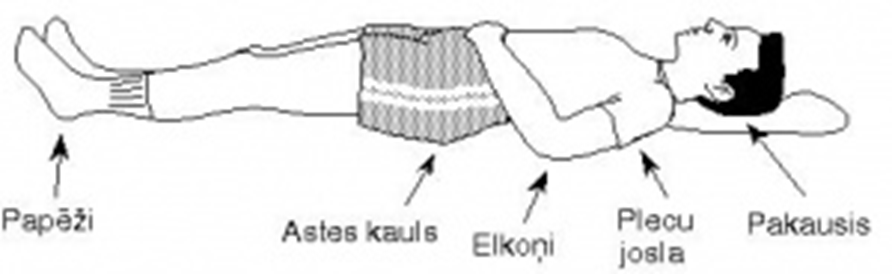 Papēži
Astes kauls
Elkoņi
Plecu
josla
Pakausis